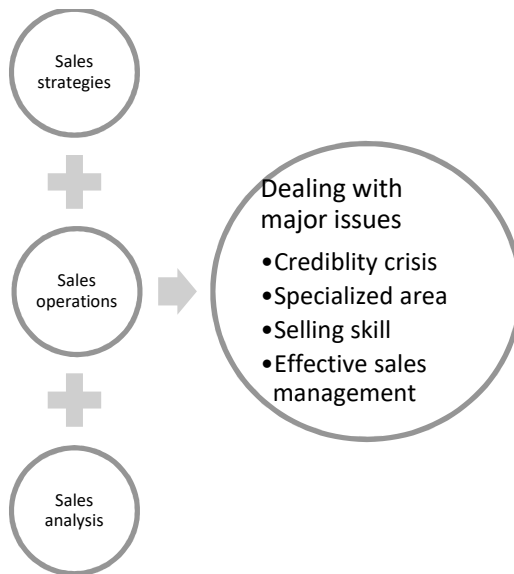 Sales
strategies
Sales
operations
Sales
analysis
Dealing with
major issues
•Crediblity crisis
•Specialized area
•Selling skill
•Effective sales
management